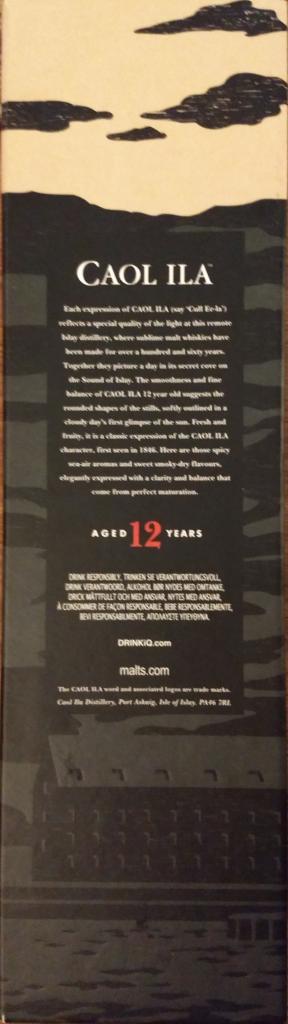 CAOL ILA™
Each expression of CAOL ILA (say 'Cull Ee-la')
reflects a special quality of the light at this remote
Islay distillery, where sublime malt whiskies have
been made for over a hundred and sixty years.
Together they picture a day in its secret cove on
the Sound of Islay. The smoothness and fine
balance of CAOL ILA 12 year old suggests the
rounded shapes of the stills, softly outlined in a
cloudy day's first glimpse of the sun. Fresh and
fruity, it is a classic expression of the CAOL ILA
character, first seen in 1846. Here are those spicy
sea-air aromas and sweet smoky-dry flavours,
elegantly expressed with a clarity and balance that
come from perfect maturation.
AGED 12 YEARS
DRINK RESPONSIBLY, TRINKEN SIE VERANTWORTUNGSVOLL,
DRINK VERANTWOORD, ALKOHOL BØR NYDES MED OMTANKE,
DRICK MÅTTFULLT OCH MED ANSVAR, NYTES MED ANSVAR,
À CONSOMMER DE FAÇON RESPONSABLE, BEBE RESPONSABLEMENTE,
BEVI RESPONSABILMENTE, ΑΠΟΛΑΥΣΤΕ ΥΠΕΥΘΥΝΑ.
DRINKiQ.com
malts.com
The CAOL ILA word and associated logos are trade marks.
Caol Ila Distillery, Port Askaig, Isle of Islay. PA46 7RL